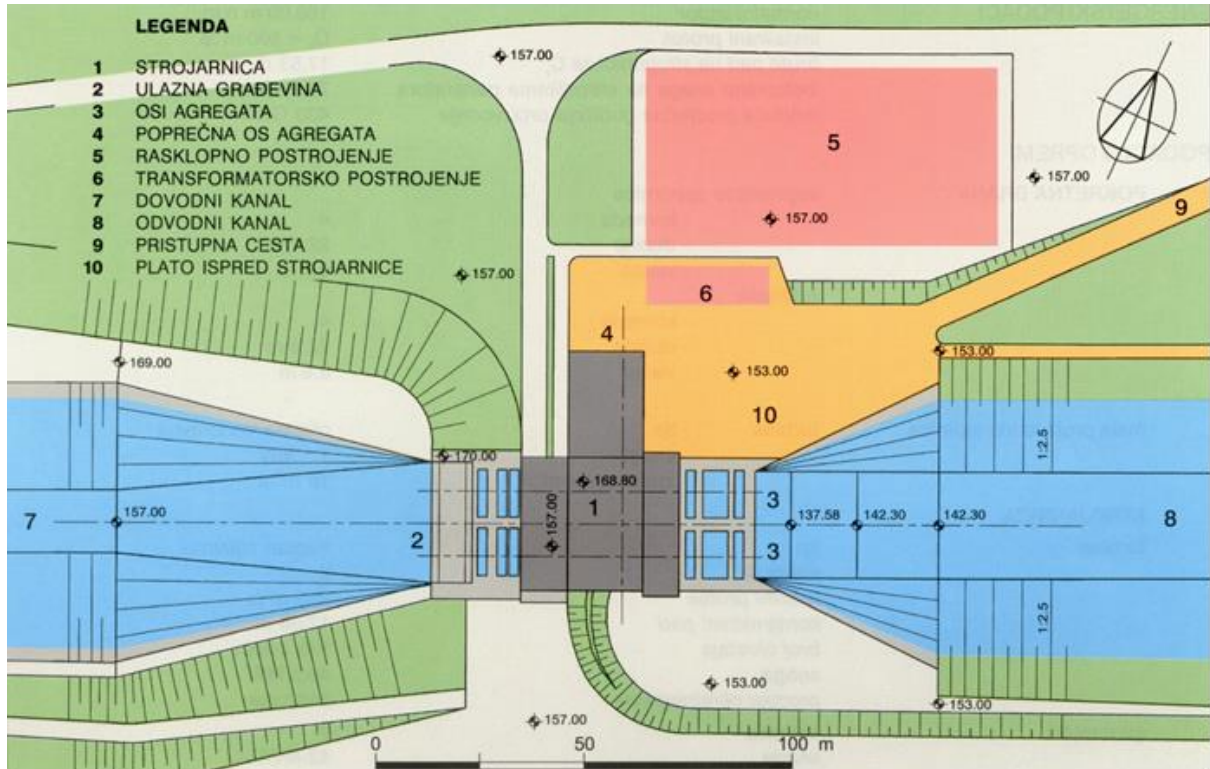 LEGENDA
1 STROJARNICA
2 ULAZNA GRAĐEVINA
3 OSI AGREGATA
4 POPREČNA OS AGREGATA
5 RASKLOPNO POSTROJENJE
6 TRANSFORMATORSKO POSTROJENJE
7 DOVODNI KANAL
8 ODVODNI KANAL
9 PRISTUPNA CESTA
10 PLATO ISPRED STROJARNICE
157.00
5
157.00
157.00
9
157.00
6
4
169.00
153.00
153.00
10
1:2.5
170.00
168.80
1
3
7
157.00
2
157.00
3
137.58
142.30
142.30
8
1:2.5
153.00
153.00
157.00
0 50 100 m